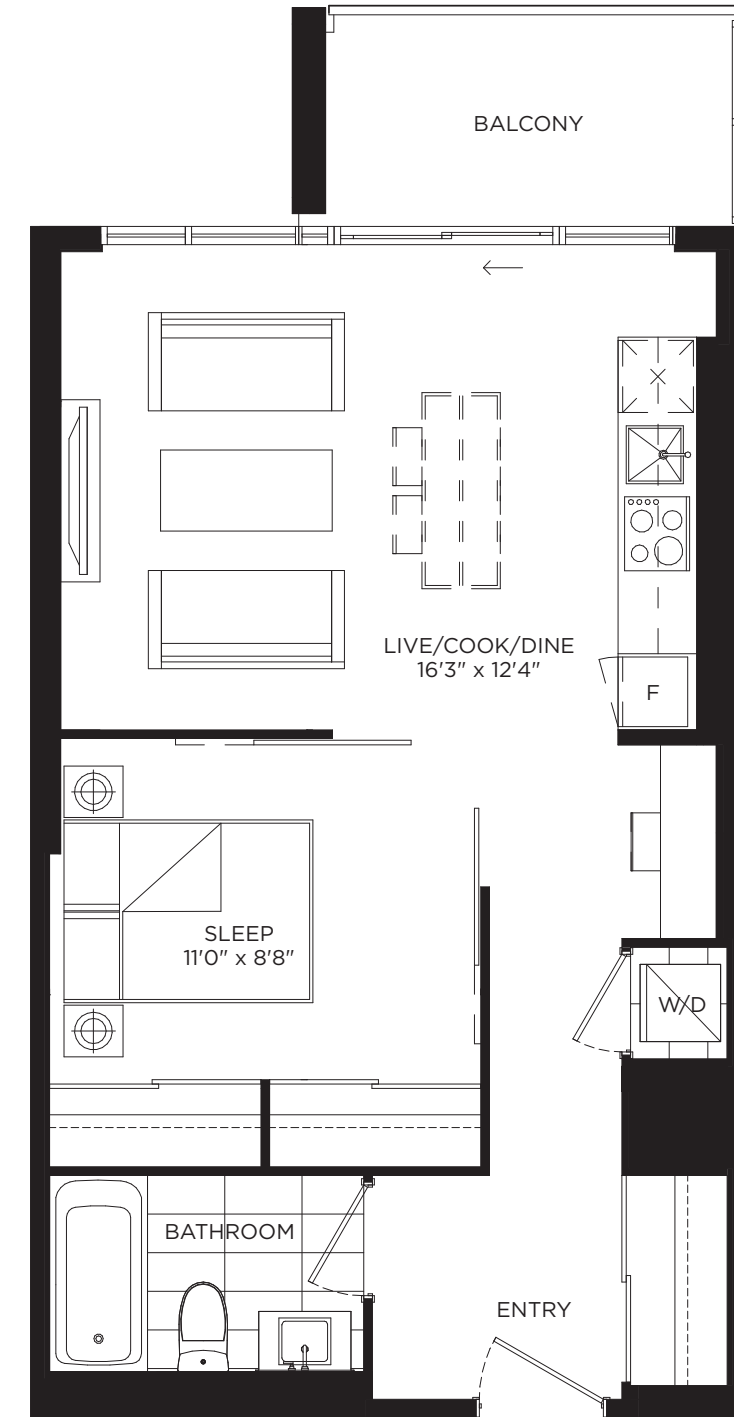 BALCONY
LIVE/COOK/DINE
16'3" x 12'4"
F
SLEEP
11'0" x 8'8"
W/D
BATHROOM
ENTRY